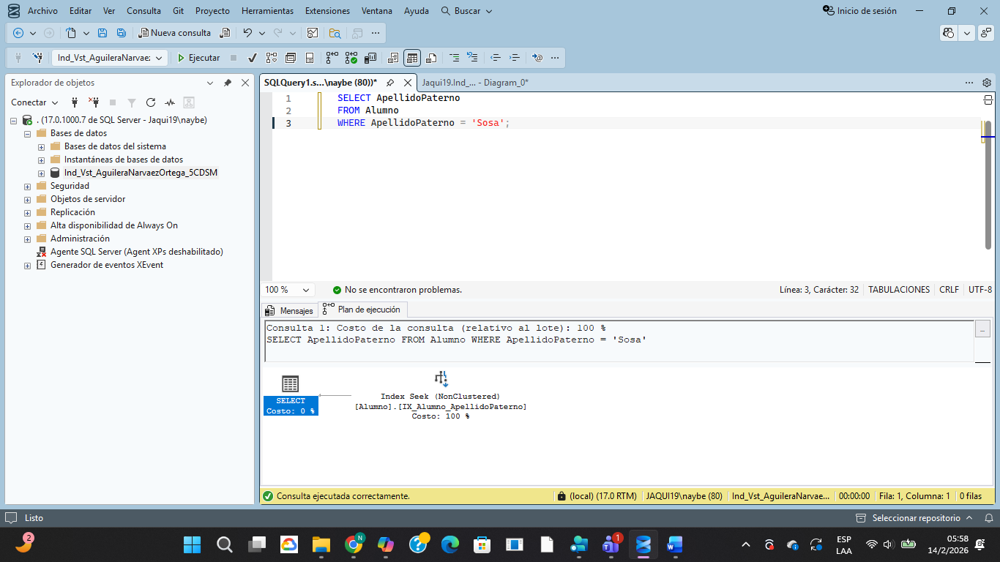 Archivo Editar Ver Consulta Git Proyecto Herramientas Extensiones Ventana Ayuda Buscar Inicio de sesión
Nueva consulta
Ind_Vst_AguileraNarvaez Ejecutar
Explorador de objetos
Conectar
. (17.0.1000.7 de SQL Server - Jaqui19\naybe)
Bases de datos
Bases de datos del sistema
Instantáneas de bases de datos
Ind_Vst_AguileraNarvaezOrtega_5CDSM
Seguridad
Objetos de servidor
Replicación
Alta disponibilidad de Always On
Administración
Agente SQL Server (Agent XPs deshabilitado)
Generador de eventos XEvent
SQLQuery1.s...\naybe (80))* Jaqui19.Ind_... - Diagram_0*
1 SELECT ApellidoPaterno
2 FROM Alumno
3 WHERE ApellidoPaterno = 'Sosa';
100 % No se encontraron problemas. Línea: 3, Carácter: 32 TABULACIONES CRLF UTF-8
Mensajes Plan de ejecución
Consulta 1: Costo de la consulta (relativo al lote): 100 %
SELECT ApellidoPaterno FROM Alumno WHERE ApellidoPaterno = 'Sosa'
...
SELECT
Costo: 0 %
Index Seek (NonClustered)
[Alumno].[IX_Alumno_ApellidoPaterno]
Costo: 100 %
Consulta ejecutada correctamente. (local) (17.0 RTM) JAQUI19\naybe (80) Ind_Vst_AguileraNarvae... 00:00:00 Fila: 1, Columna: 1 0 filas
Listo Seleccionar repositorio
2
N
1
ESP
LAA
05:58
14/2/2026